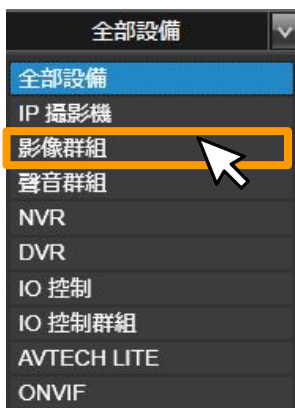 全部設備
全部設備
IP 攝影機
影像群組
聲音群組
NVR
DVR
IO 控制
IO 控制群組
AVTECH LITE
ONVIF